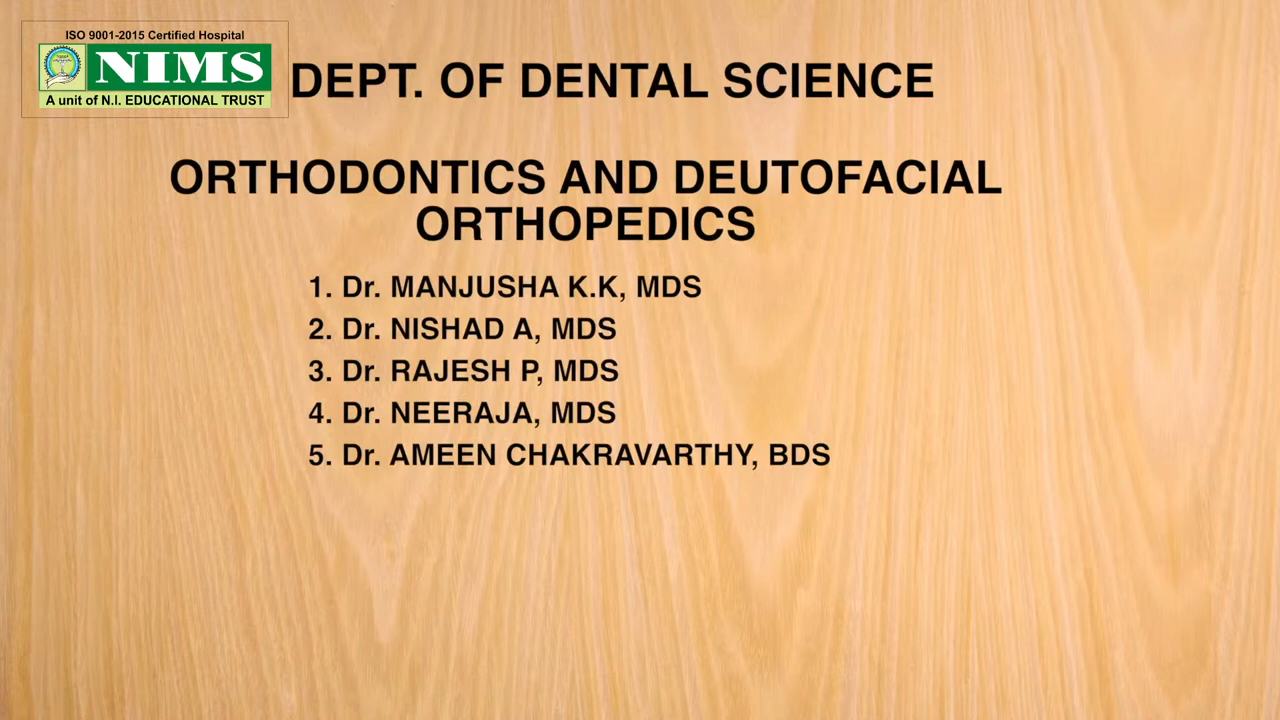 ISO 9001-2015 Certified Hospital
NIMS
A unit of N.I. EDUCATIONAL TRUST
DEPT. OF DENTAL SCIENCE
ORTHODONTICS AND DEUTOFACIAL
ORTHOPEDICS
1. Dr. MANJUSHA K.K, MDS
2. Dr. NISHAD A, MDS
3. Dr. RAJESH P, MDS
4. Dr. NEERAJA, MDS
5. Dr. AMEEN CHAKRAVARTHY, BDS